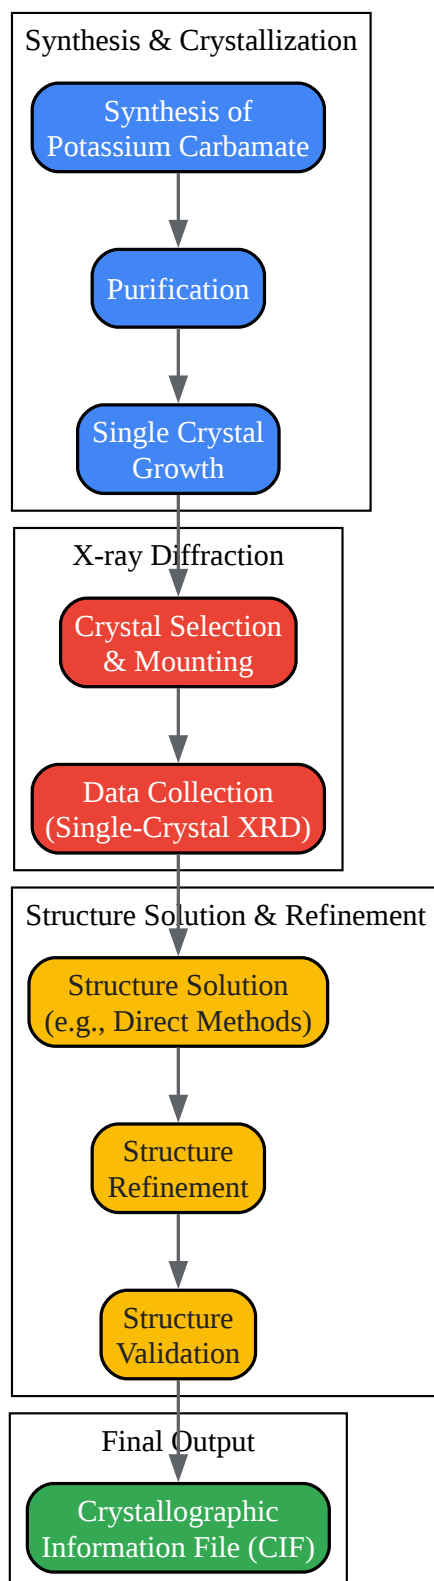 Synthesis & Crystallization
Synthesis of
Potassium Carbamate
Purification
Single Crystal
Growth
X-ray Diffraction
Crystal Selection
& Mounting
Data Collection
(Single-Crystal XRD)
Structure Solution & Refinement
Structure Solution
(e.g., Direct Methods)
Structure
Refinement
Structure
Validation
Final Output
Crystallographic
Information File (CIF)